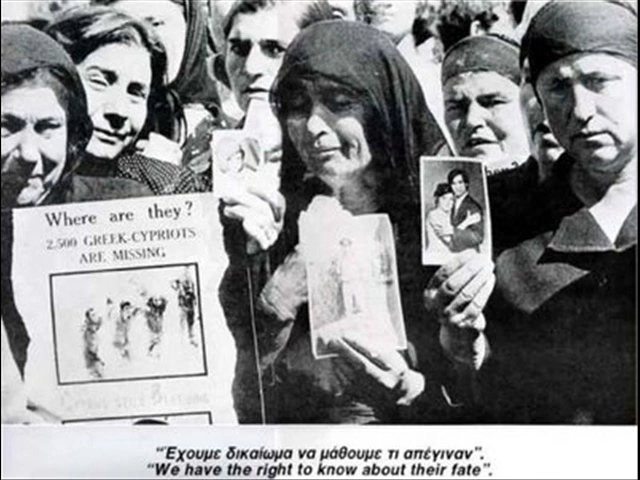 Where are they?
2.500 GREEK-CYPRIOTS
ARE MISSING
"Έχουμε δικαίωμα να μάθουμε τι απέγιναν".
"We have the right to know about their fate".